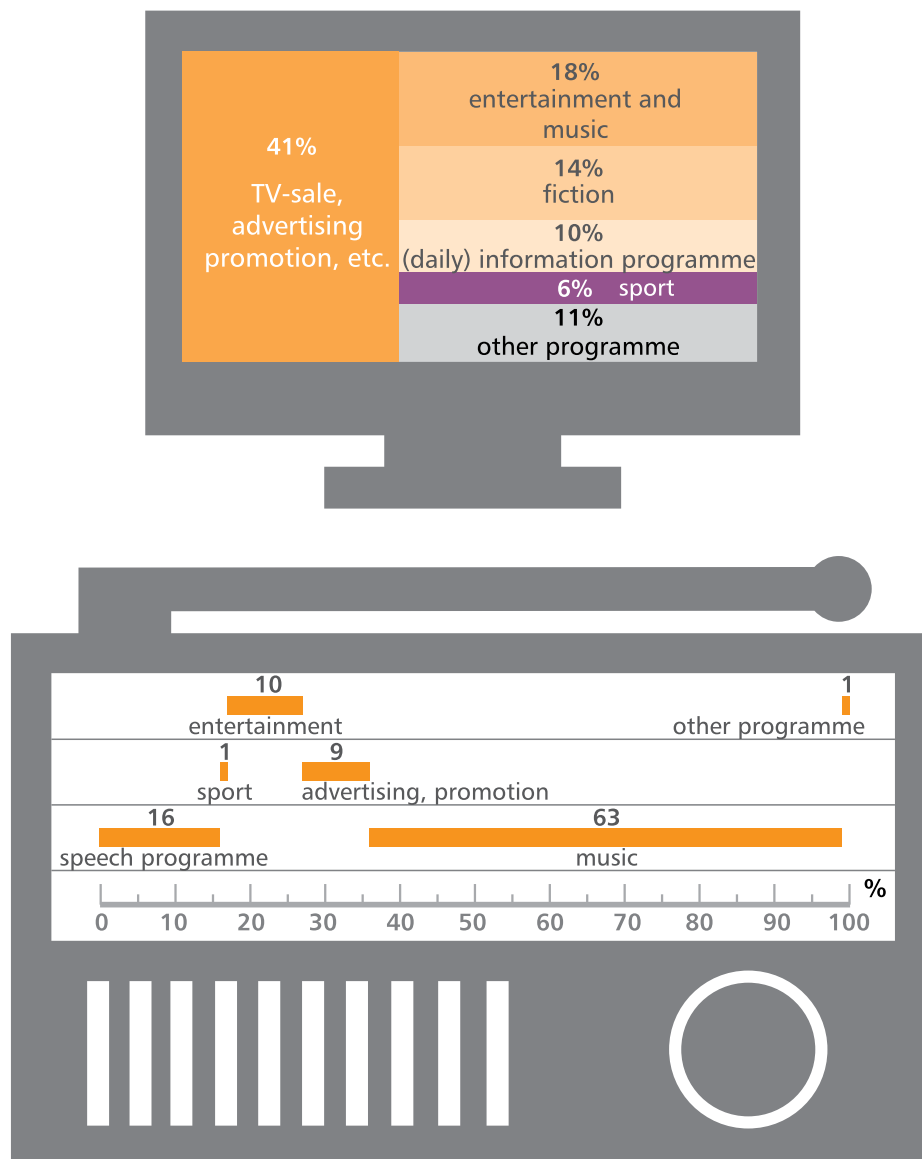 41%
TV-sale,
advertising
promotion, etc.
18%
entertainment and
music
14%
fiction
10%
(daily) information programme
6% sport
11%
other programme
10 1
entertainment other programme
1 9
sport advertising, promotion
16 63
speech programme music
%
0 10 20 30 40 50 60 70 80 90 100